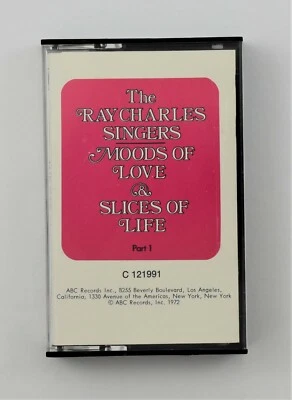 The
RAY CHARLES
SINGERS
MOODS OF
LOVE
&
SLICES OF
LIFE
Part 1
C 121991
ABC Records Inc., 8255 Beverly Boulevard, Los Angeles,
California, 1330 Avenue of the Americas, New York, New York
© ABC Records, Inc. 1972